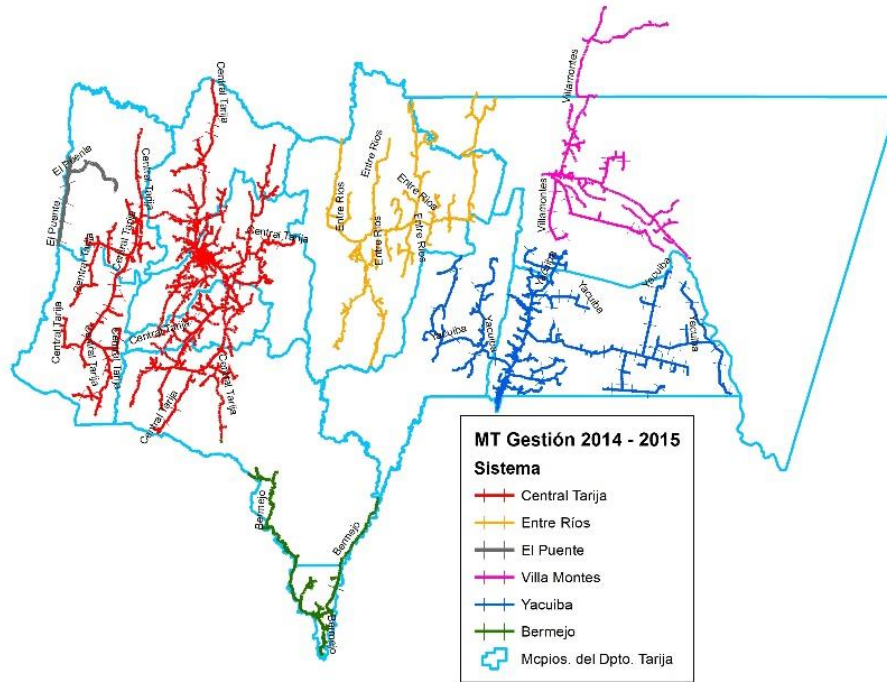 Villamontes
Central Tarija
El Puente
Entre Ríos
Central Tarija
Entre Ríos
Entre Ríos
Villamontes
El Puente
Central Tarija
Central Tarija
Central Tarija
Entre Ríos
Entre Ríos
Yacuiba
Yacuiba
Yacuiba
Central Tarija
Central Tarija
Central Tarija
Central Tarija
Central Tarija
Yacuiba
Yacuiba
Yacuiba
Central Tarija
Central Tarija
Bermejo
Bermejo
Bermejo
MT Gestión 2014 - 2015
Sistema
Central Tarija
Entre Ríos
El Puente
Villa Montes
Yacuiba
Bermejo
Mcpios. del Dpto. Tarija